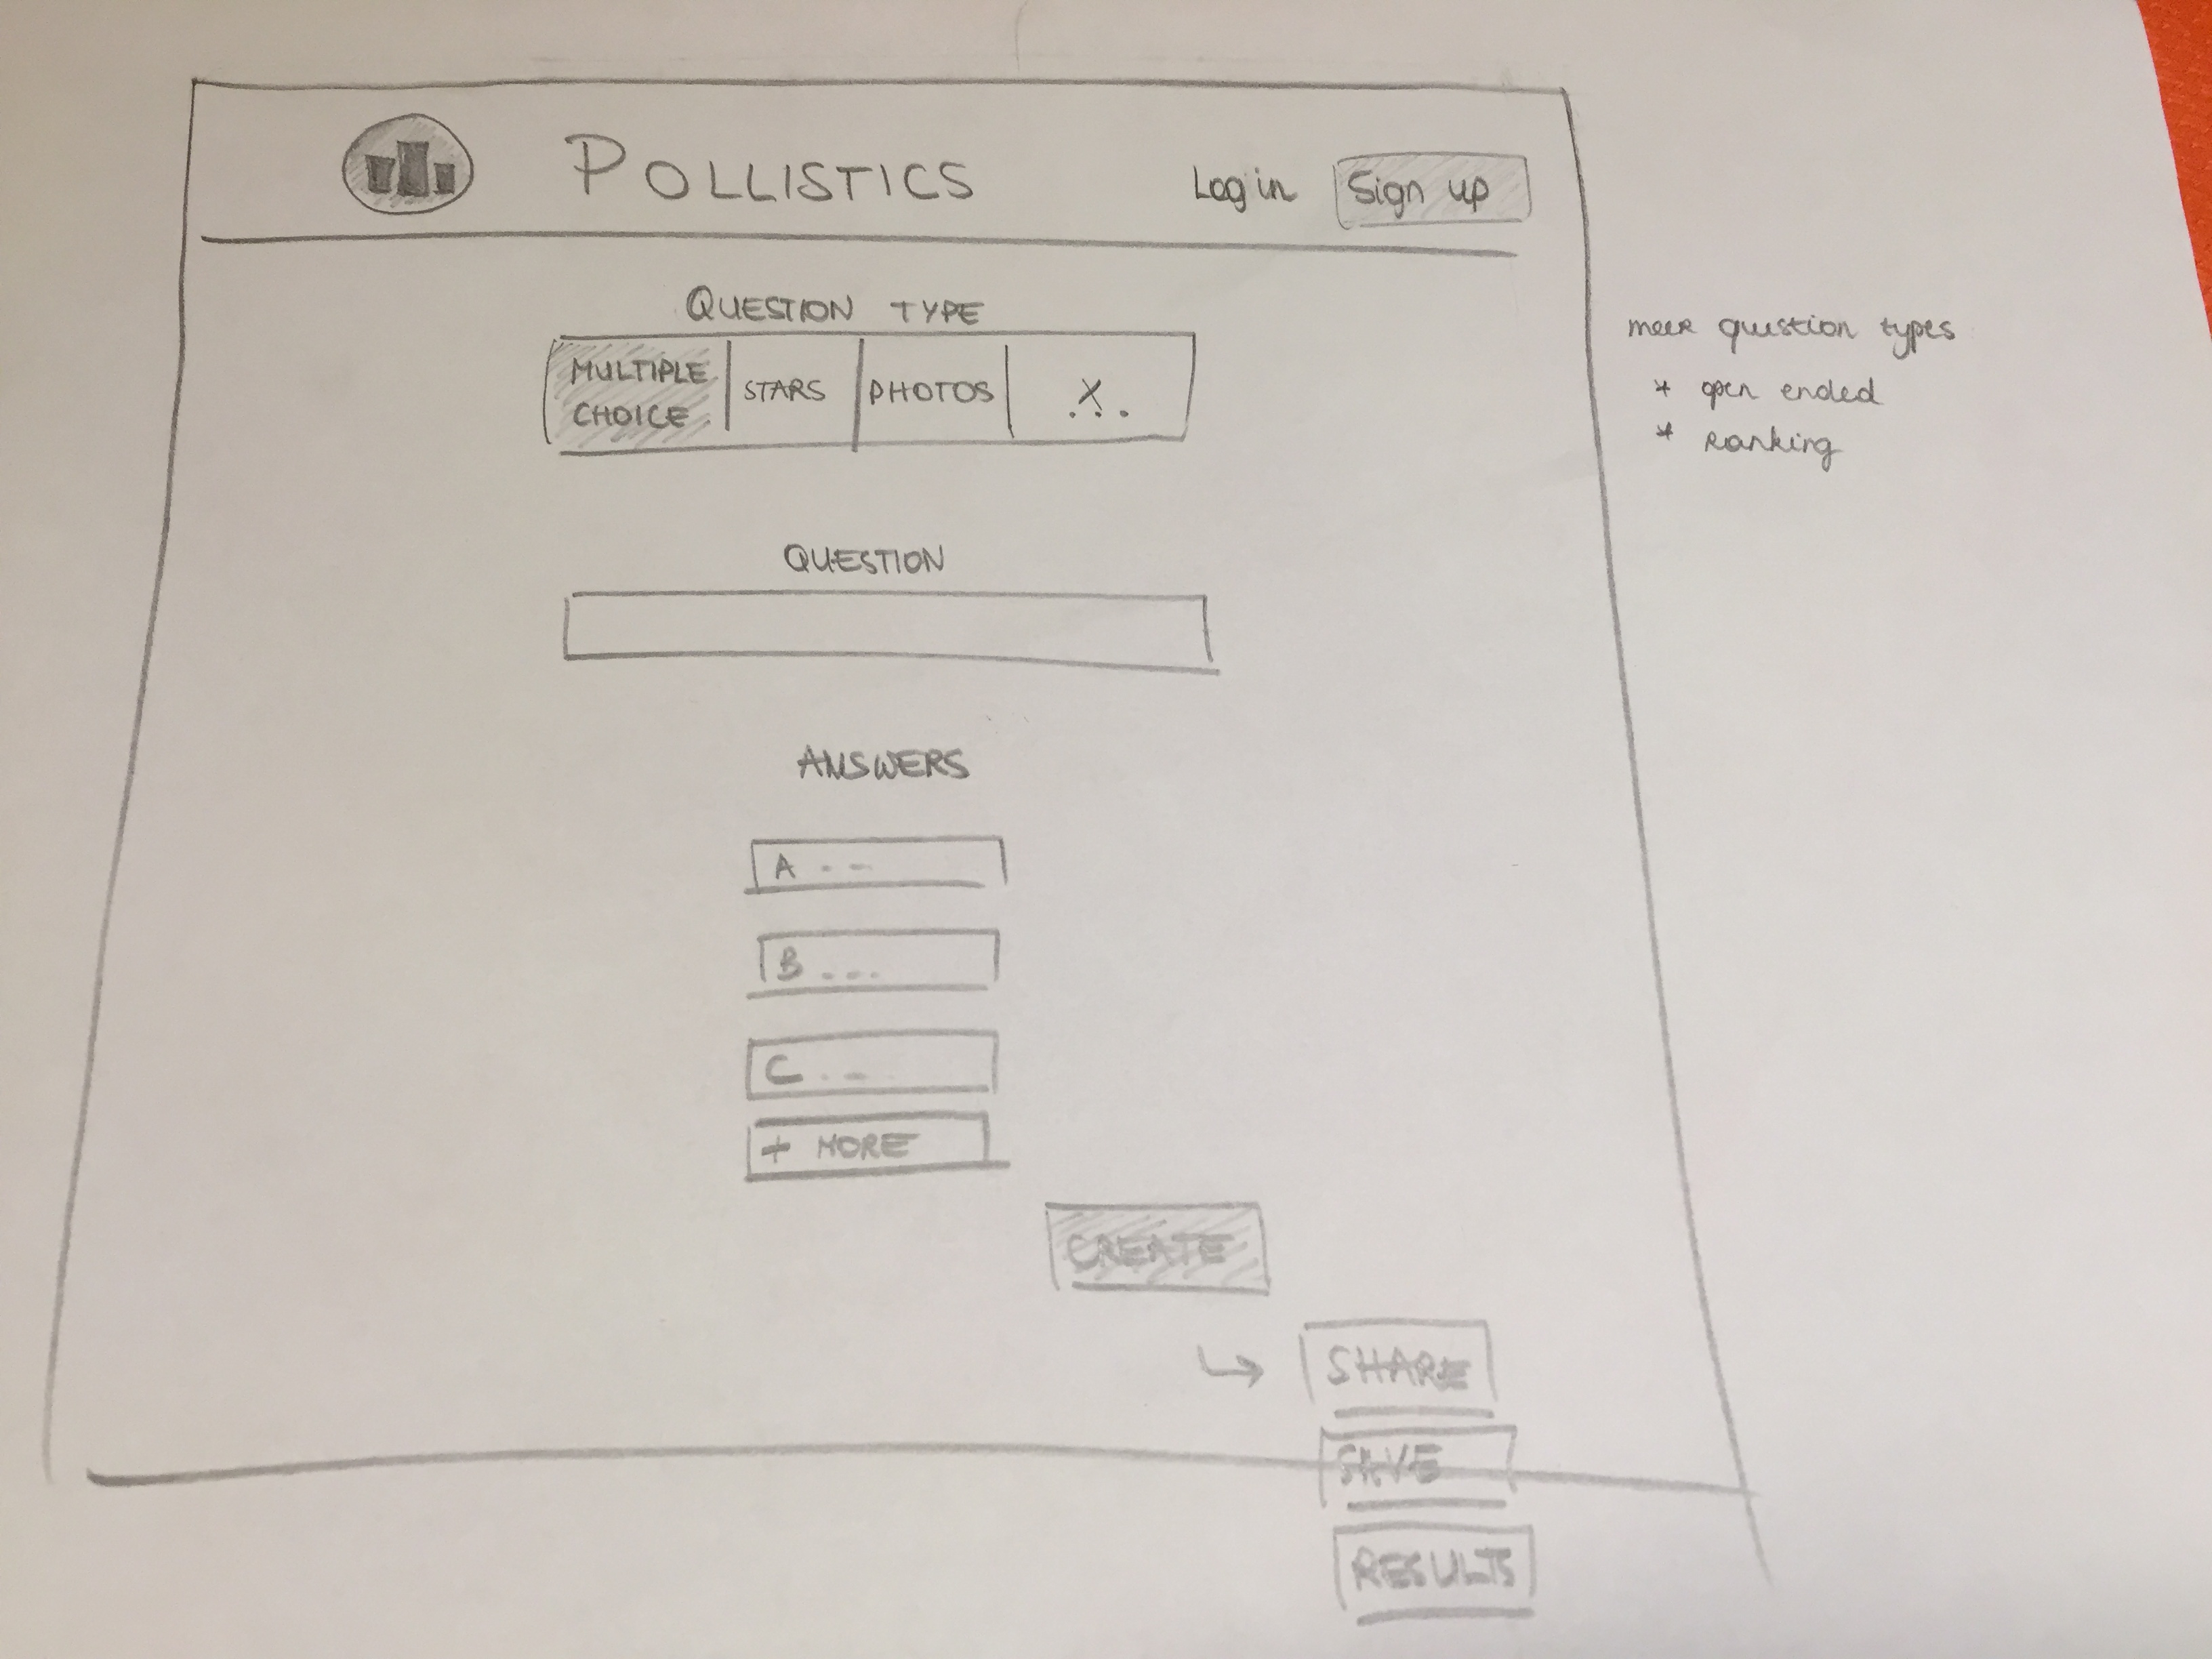 POLLISTICS
Log in
Sign up
QUESTION TYPE
MULTIPLE CHOICE
STARS
PHOTOS
...
meer question types
* open ended
* ranking
QUESTION
ANSWERS
A ...
B ...
C ...
+ MORE
CREATE
↳ SHARE
SAVE
RESULTS